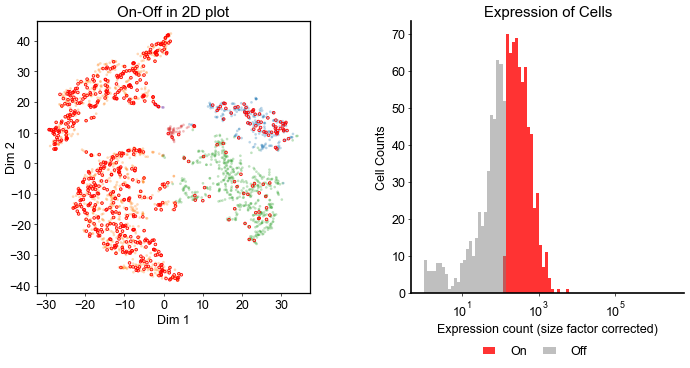 On-Off in 2D plot
Dim 2
40
30
20
10
0
−10
−20
−30
−40
−30 −20 −10 0 10 20 30
Dim 1
Expression of Cells
Cell Counts
70
60
50
40
30
20
10
0
10^1 10^3 10^5
Expression count (size factor corrected)
On Off